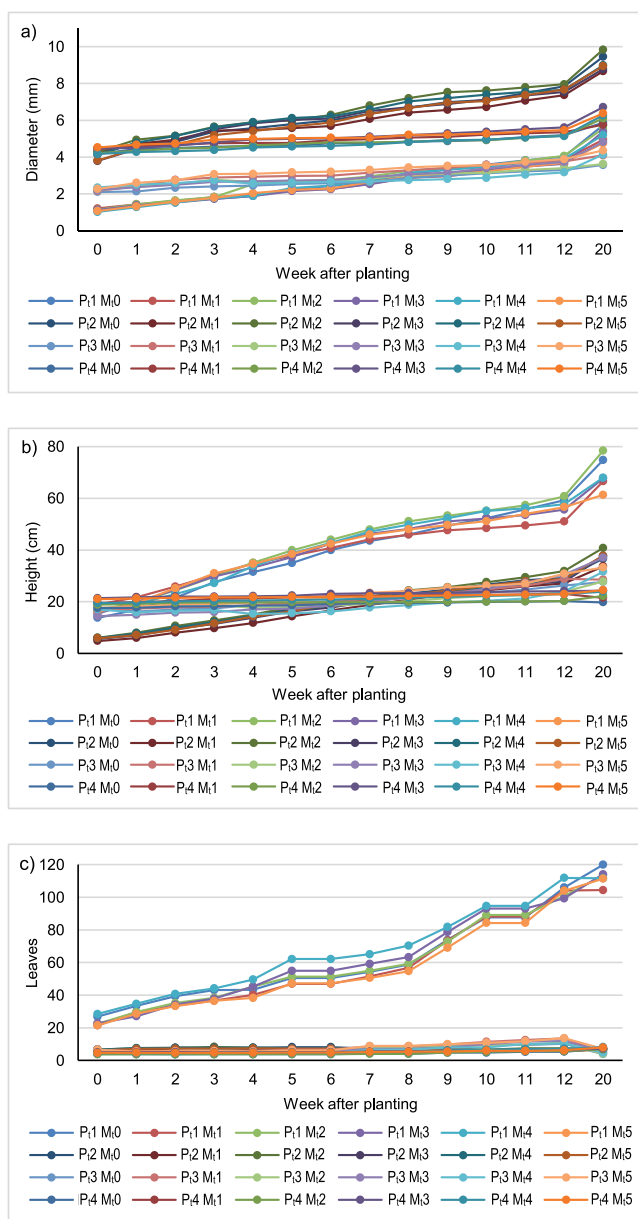 a)
10
8
6
4
2
0
Diameter (mm)
0 1 2 3 4 5 6 7 8 9 10 11 12 20
Week after planting
Pt1 Mt0 Pt1 Mt1 Pt1 Mt2 Pt1 Mt3 Pt1 Mt4 Pt1 Mt5
Pt2 Mt0 Pt2 Mt1 Pt2 Mt2 Pt2 Mt3 Pt2 Mt4 Pt2 Mt5
Pt3 Mt0 Pt3 Mt1 Pt3 Mt2 Pt3 Mt3 Pt3 Mt4 Pt3 Mt5
Pt4 Mt0 Pt4 Mt1 Pt4 Mt2 Pt4 Mt3 Pt4 Mt4 Pt4 Mt5
b)
80
60
40
20
0
Height (cm)
0 1 2 3 4 5 6 7 8 9 10 11 12 20
Week after planting
Pt1 Mt0 Pt1 Mt1 Pt1 Mt2 Pt1 Mt3 Pt1 Mt4 Pt1 Mt5
Pt2 Mt0 Pt2 Mt1 Pt2 Mt2 Pt2 Mt3 Pt2 Mt4 Pt2 Mt5
Pt3 Mt0 Pt3 Mt1 Pt3 Mt2 Pt3 Mt3 Pt3 Mt4 Pt3 Mt5
Pt4 Mt0 Pt4 Mt1 Pt4 Mt2 Pt4 Mt3 Pt4 Mt4 Pt4 Mt5
c)
120
100
80
60
40
20
0
Leaves
0 1 2 3 4 5 6 7 8 9 10 11 12 20
Week after planting
Pt1 Mt0 Pt1 Mt1 Pt1 Mt2 Pt1 Mt3 Pt1 Mt4 Pt1 Mt5
Pt2 Mt0 Pt2 Mt1 Pt2 Mt2 Pt2 Mt3 Pt2 Mt4 Pt2 Mt5
Pt3 Mt0 Pt3 Mt1 Pt3 Mt2 Pt3 Mt3 Pt3 Mt4 Pt3 Mt5
Pt4 Mt0 Pt4 Mt1 Pt4 Mt2 Pt4 Mt3 Pt4 Mt4 Pt4 Mt5